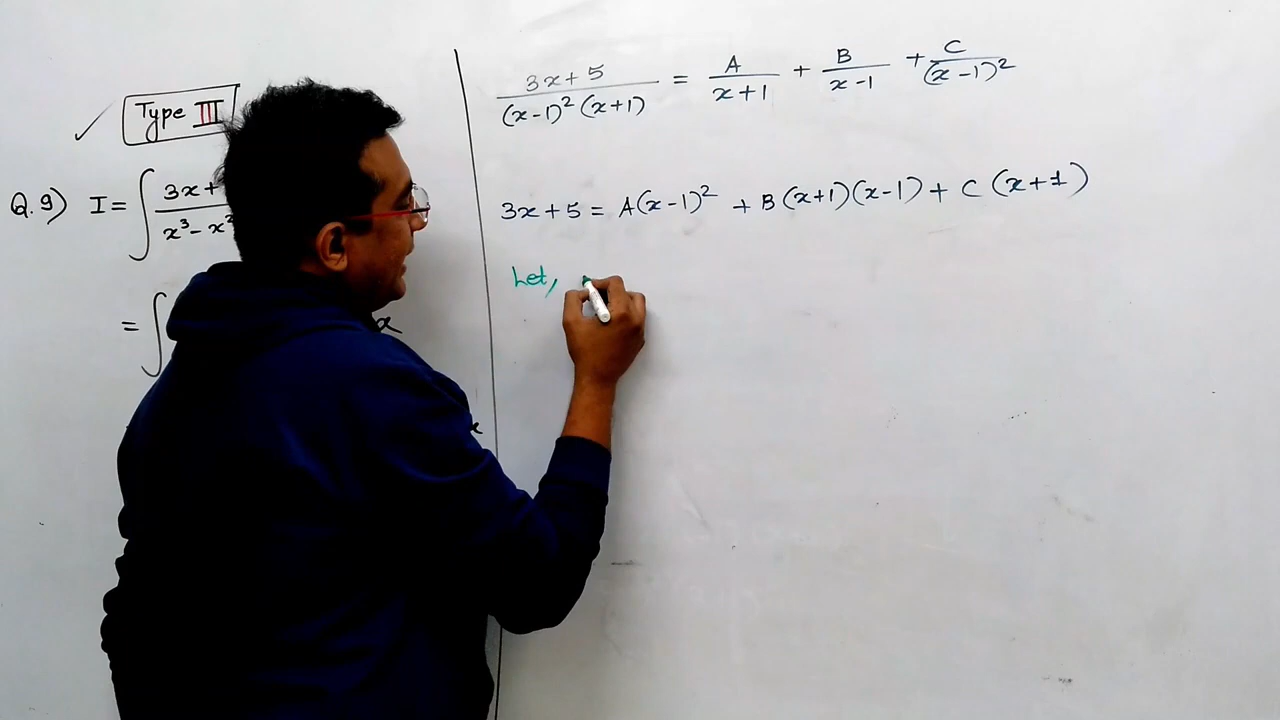 Type III
Q.9) I = ∫ 3x+ / x³ - x²
= ∫ x
x
3x+5 / (x-1)² (x+1) = A / x+1 + B / x-1 + C / (x-1)²
3x+5 = A(x-1)² + B(x+1)(x-1) + C(x+1)
Let,